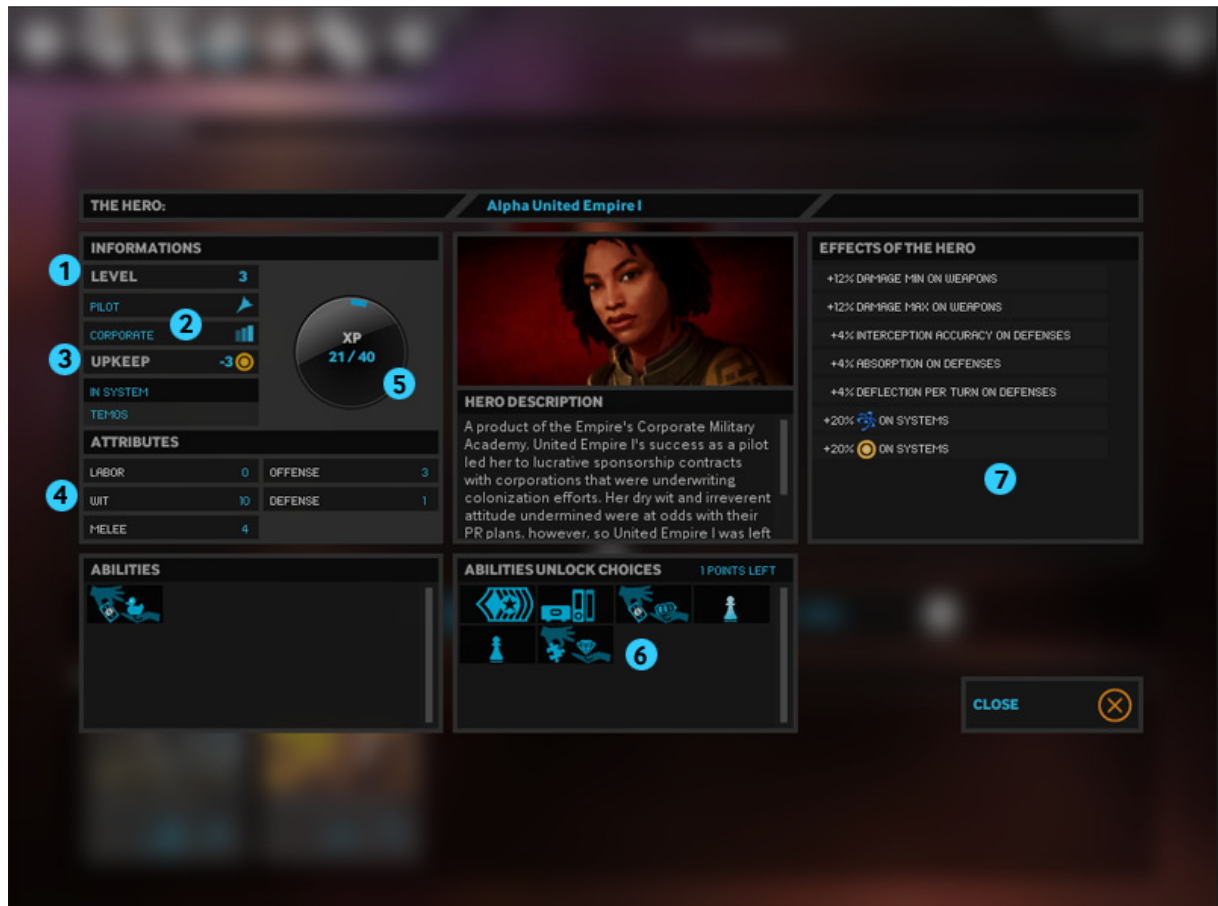 THE HERO:
Alpha United Empire I
INFORMATIONS
1
LEVEL 3
PILOT
2
CORPORATE
3
UPKEEP -3
IN SYSTEM
TEMOS
XP
21 / 40
5
ATTRIBUTES
LABOR 0 OFFENSE 3
4
WIT 10 DEFENSE 1
MELEE 4
HERO DESCRIPTION
A product of the Empire's Corporate Military
Academy, United Empire I's success as a pilot
led her to lucrative sponsorship contracts
with corporations that were underwriting
colonization efforts. Her dry wit and irreverent
attitude undermined were at odds with their
PR plans, however, so United Empire I was left
EFFECTS OF THE HERO
+12% DAMAGE MIN ON WEAPONS
+12% DAMAGE MAX ON WEAPONS
+4% INTERCEPTION ACCURACY ON DEFENSES
+4% ABSORPTION ON DEFENSES
+4% DEFLECTION PER TURN ON DEFENSES
+20% ON SYSTEMS
+20% ON SYSTEMS
7
ABILITIES
ABILITIES UNLOCK CHOICES 1 POINTS LEFT
6
CLOSE